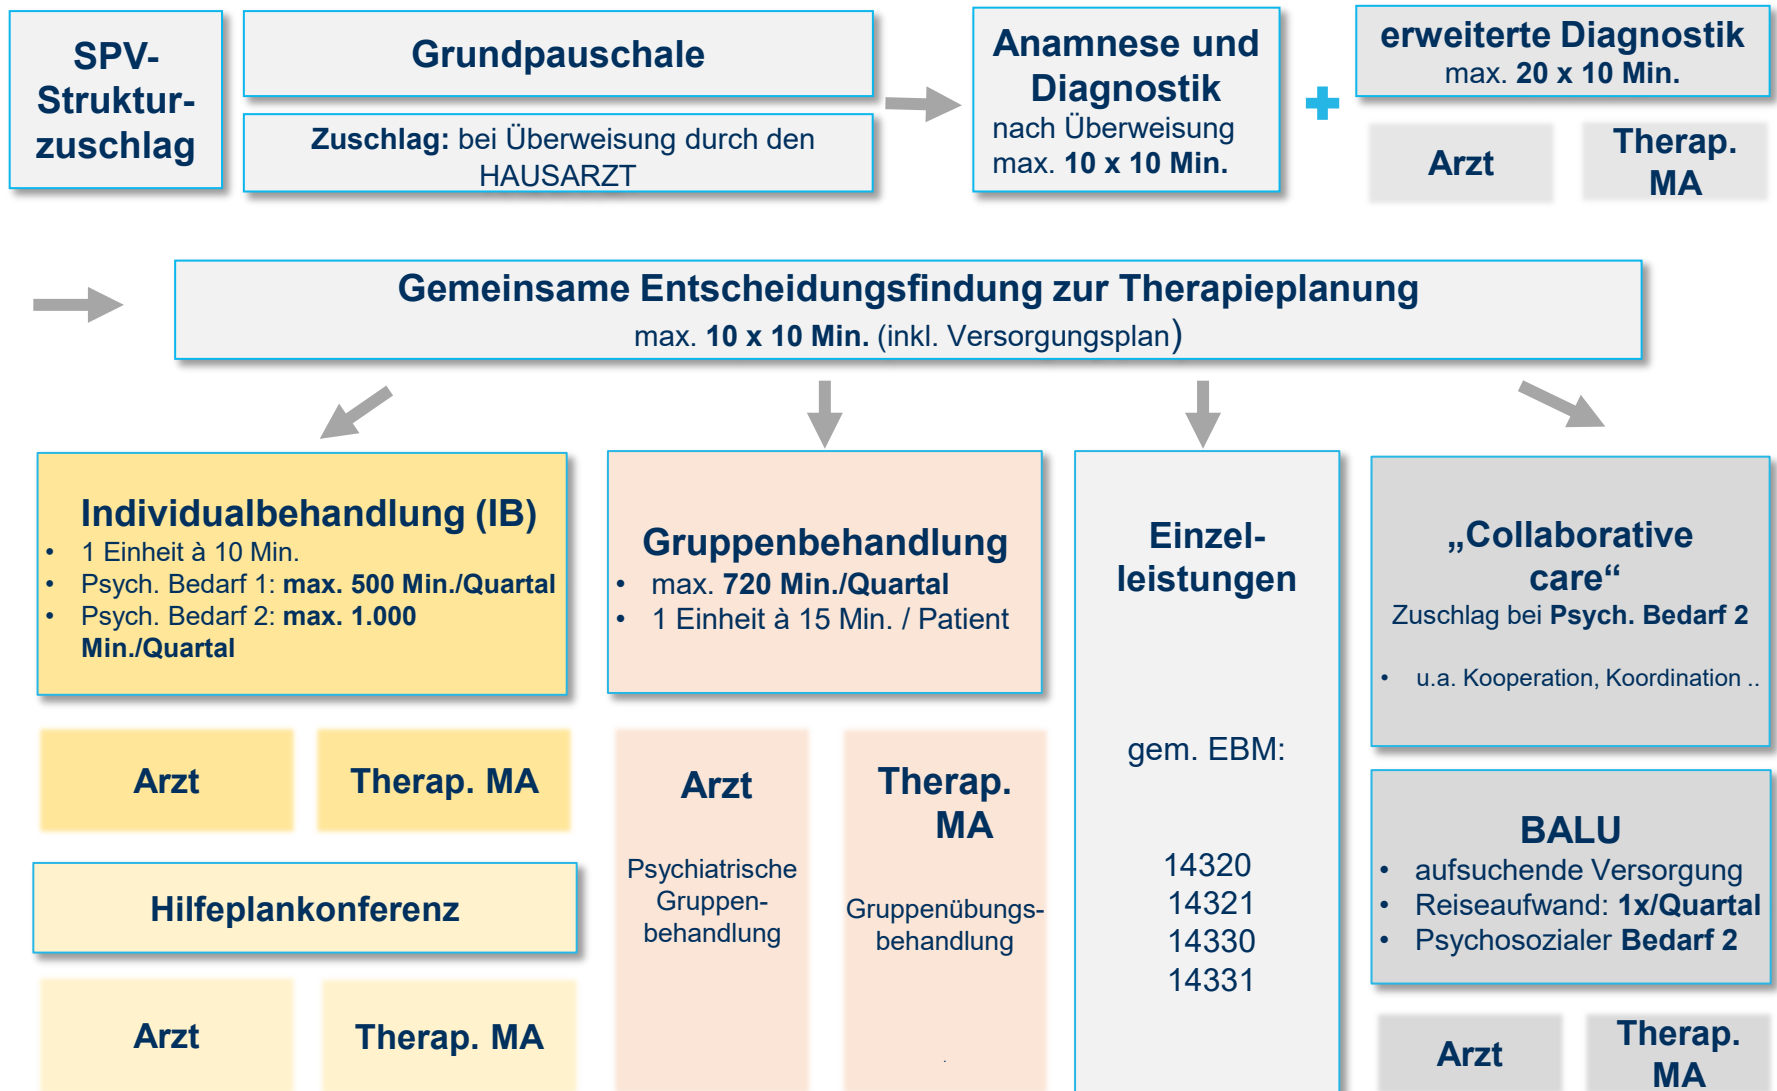 SPV-
Struktur-
zuschlag
Grundpauschale
Zuschlag: bei Überweisung durch den
HAUSARZT
Anamnese und
Diagnostik
nach Überweisung
max. 10 x 10 Min.
erweiterte Diagnostik
max. 20 x 10 Min.
Arzt
Therap.
MA
Gemeinsame Entscheidungsfindung zur Therapieplanung
max. 10 x 10 Min. (inkl. Versorgungsplan)
Individualbehandlung (IB)
• 1 Einheit à 10 Min.
• Psych. Bedarf 1: max. 500 Min./Quartal
• Psych. Bedarf 2: max. 1.000
Min./Quartal
Arzt
Therap. MA
Hilfeplankonferenz
Arzt
Therap. MA
Gruppenbehandlung
• max. 720 Min./Quartal
• 1 Einheit à 15 Min. / Patient
Arzt
Psychiatrische
Gruppen-
behandlung
Therap.
MA
Gruppenübungs-
behandlung
.
Einzel-
leistungen
gem. EBM:
14320
14321
14330
14331
„Collaborative
care“
Zuschlag bei Psych. Bedarf 2
• u.a. Kooperation, Koordination ..
BALU
• aufsuchende Versorgung
• Reiseaufwand: 1x/Quartal
• Psychosozialer Bedarf 2
Arzt
Therap.
MA